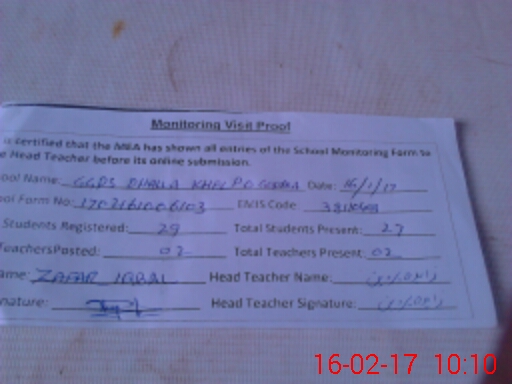 Monitoring Visit Proof
is certified that the MEA has shown all entries of the School Monitoring Form to
e Head Teacher before its online submission.
ool Name: GGPS Date: 16/ /17
ool Form No: EMIS Code:
Students Registered: 29 Total Students Present: 27
TeachersPosted: 02 Total Teachers Present: 02
ame: ZAFAR IQBAL Head Teacher Name:
nature: Head Teacher Signature:
16-02-17 10:10